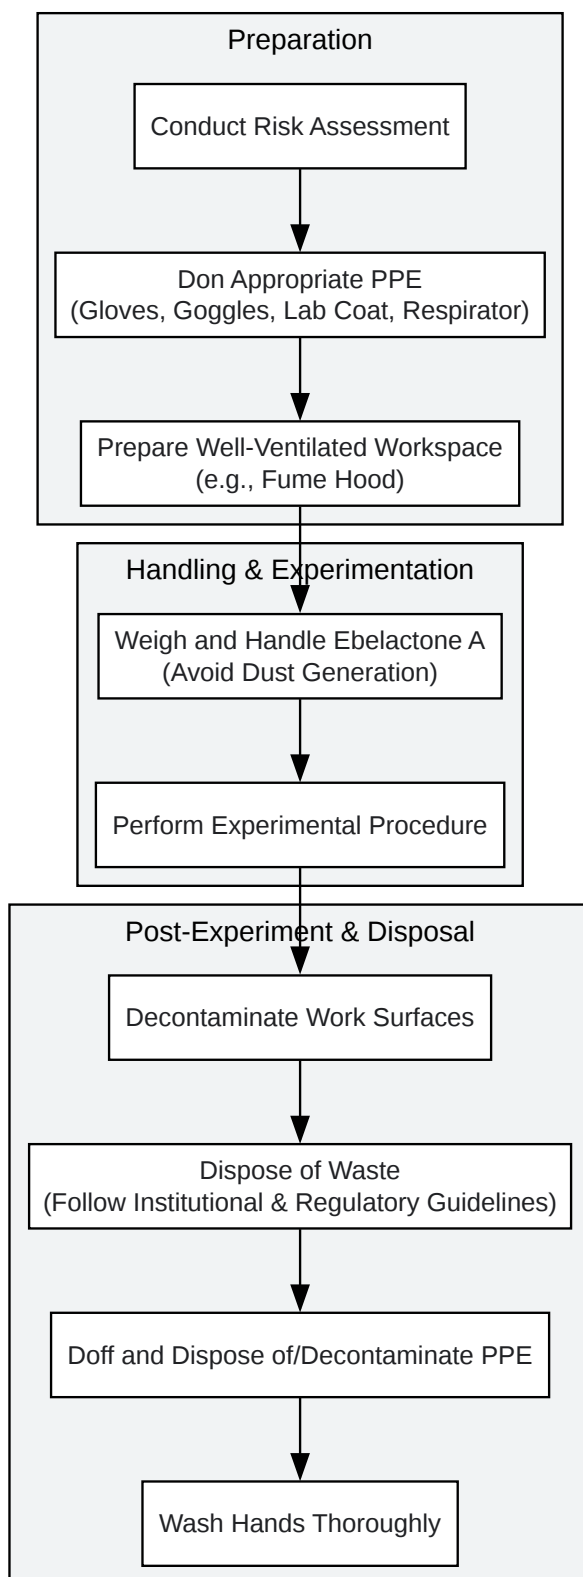 Preparation
Conduct Risk Assessment
Don Appropriate PPE
(Gloves, Goggles, Lab Coat, Respirator)
Prepare Well-Ventilated Workspace
(e.g., Fume Hood)
Handling & Experimentation
Weigh and Handle Ebelactone A
(Avoid Dust Generation)
Perform Experimental Procedure
Post-Experiment & Disposal
Decontaminate Work Surfaces
Dispose of Waste
(Follow Institutional & Regulatory Guidelines)
Doff and Dispose of/Decontaminate PPE
Wash Hands Thoroughly